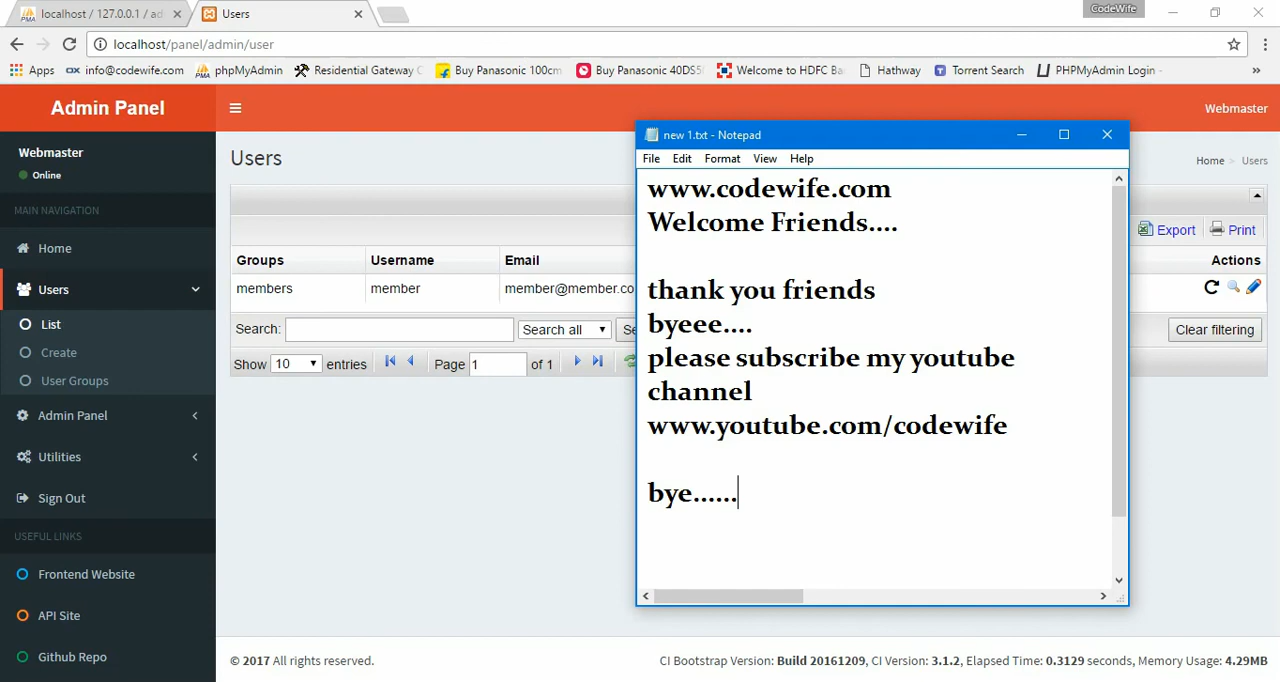 localhost / 127.0.0.1 / ad
Users
CodeWife
localhost/panel/admin/user
Apps
info@codewife.com
phpMyAdmin
Residential Gateway
Buy Panasonic 100cm
Buy Panasonic 40DS5
Welcome to HDFC Ba
Hathway
Torrent Search
PHPMyAdmin Login
»
Admin Panel
Webmaster
Webmaster
Online
MAIN NAVIGATION
Home
Users
List
Create
User Groups
Admin Panel
Utilities
Sign Out
USEFUL LINKS
Frontend Website
API Site
Github Repo
Users
Home > Users
Export
Print
Groups Username Email Actions
members member member@member.co
Search: Search all Se Clear filtering
Show 10 entries Page 1 of 1
new 1.txt - Notepad
File Edit Format View Help
www.codewife.com
Welcome Friends....
thank you friends
byeee....
please subscribe my youtube
channel
www.youtube.com/codewife
bye......
© 2017 All rights reserved.
CI Bootstrap Version: Build 20161209, CI Version: 3.1.2, Elapsed Time: 0.3129 seconds, Memory Usage: 4.29MB